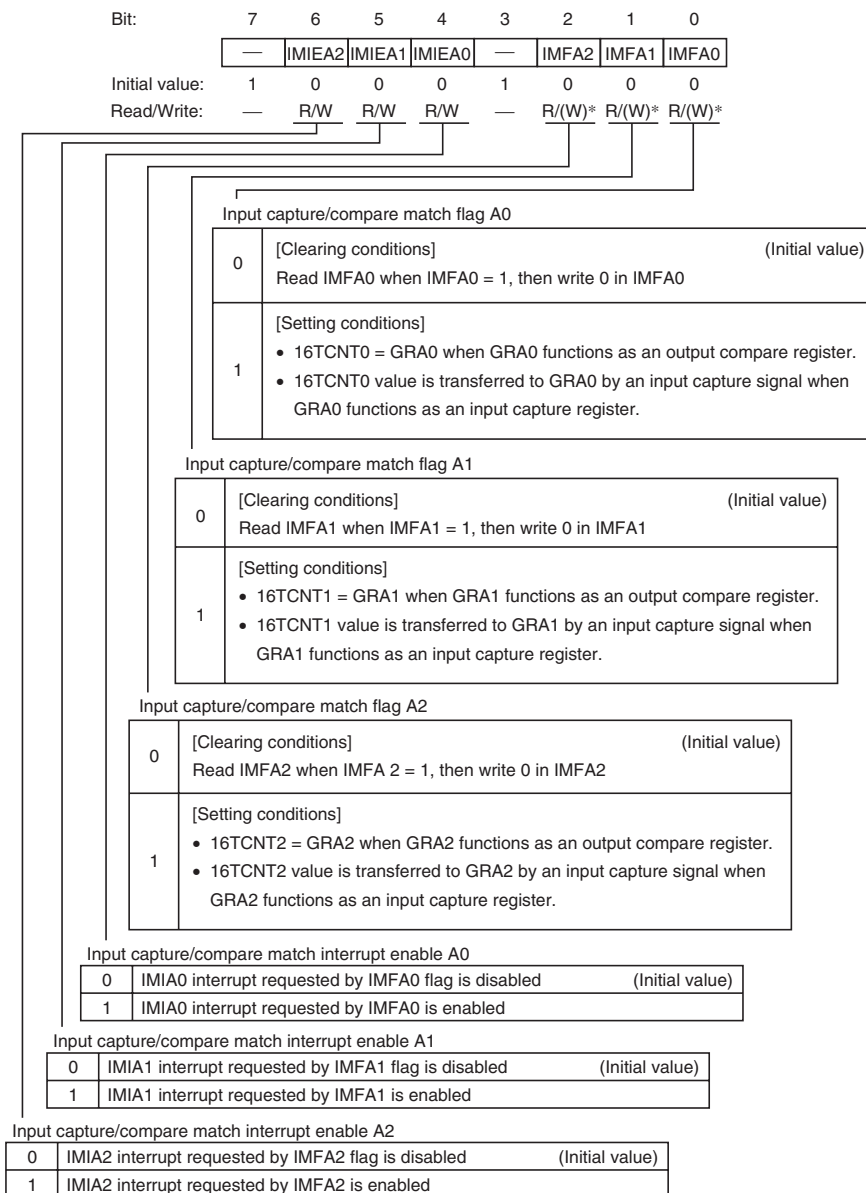 Bit: 7 6 5 4 3 2 1 0
— IMIEA2 IMIEA1 IMIEA0 — IMFA2 IMFA1 IMFA0
Initial value: 1 0 0 0 1 0 0 0
Read/Write: — R/W R/W R/W — R/(W)* R/(W)* R/(W)*
Input capture/compare match flag A0
0 [Clearing conditions] (Initial value)
Read IMFA0 when IMFA0 = 1, then write 0 in IMFA0
1 [Setting conditions]
• 16TCNT0 = GRA0 when GRA0 functions as an output compare register.
• 16TCNT0 value is transferred to GRA0 by an input capture signal when
GRA0 functions as an input capture register.
Input capture/compare match flag A1
0 [Clearing conditions] (Initial value)
Read IMFA1 when IMFA1 = 1, then write 0 in IMFA1
1 [Setting conditions]
• 16TCNT1 = GRA1 when GRA1 functions as an output compare register.
• 16TCNT1 value is transferred to GRA1 by an input capture signal when
GRA1 functions as an input capture register.
Input capture/compare match flag A2
0 [Clearing conditions] (Initial value)
Read IMFA2 when IMFA 2 = 1, then write 0 in IMFA2
1 [Setting conditions]
• 16TCNT2 = GRA2 when GRA2 functions as an output compare register.
• 16TCNT2 value is transferred to GRA2 by an input capture signal when
GRA2 functions as an input capture register.
Input capture/compare match interrupt enable A0
0 IMIA0 interrupt requested by IMFA0 flag is disabled (Initial value)
1 IMIA0 interrupt requested by IMFA0 is enabled
Input capture/compare match interrupt enable A1
0 IMIA1 interrupt requested by IMFA1 flag is disabled (Initial value)
1 IMIA1 interrupt requested by IMFA1 is enabled
Input capture/compare match interrupt enable A2
0 IMIA2 interrupt requested by IMFA2 flag is disabled (Initial value)
1 IMIA2 interrupt requested by IMFA2 is enabled